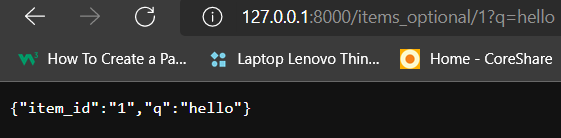 127.0.0.1:8000/items_optional/1?q=hello
How To Create a Pa... Laptop Lenovo Thin... Home - CoreShare
{"item_id":"1","q":"hello"}